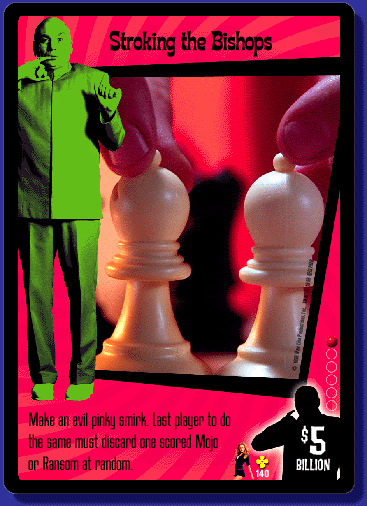 Stroking the Bishops
Make an evil pinky smirk. Last player to do
the same must discard one scored Mojo
or Ransom at random.
$5
BILLION
140